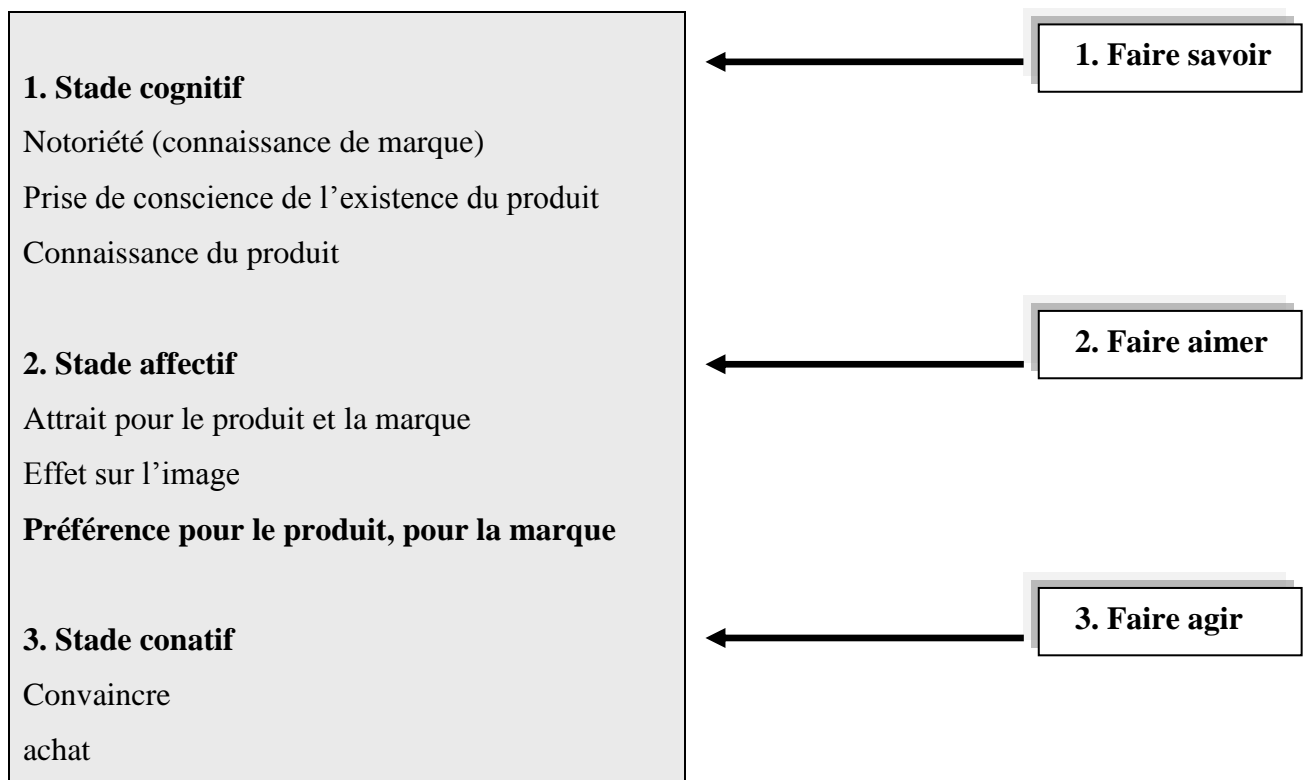 1. Faire savoir
1. Stade cognitif
Notoriété (connaissance de marque)
Prise de conscience de l’existence du produit
Connaissance du produit
2. Faire aimer
2. Stade affectif
Attrait pour le produit et la marque
Effet sur l’image
Préférence pour le produit, pour la marque
3. Faire agir
3. Stade conatif
Convaincre
achat